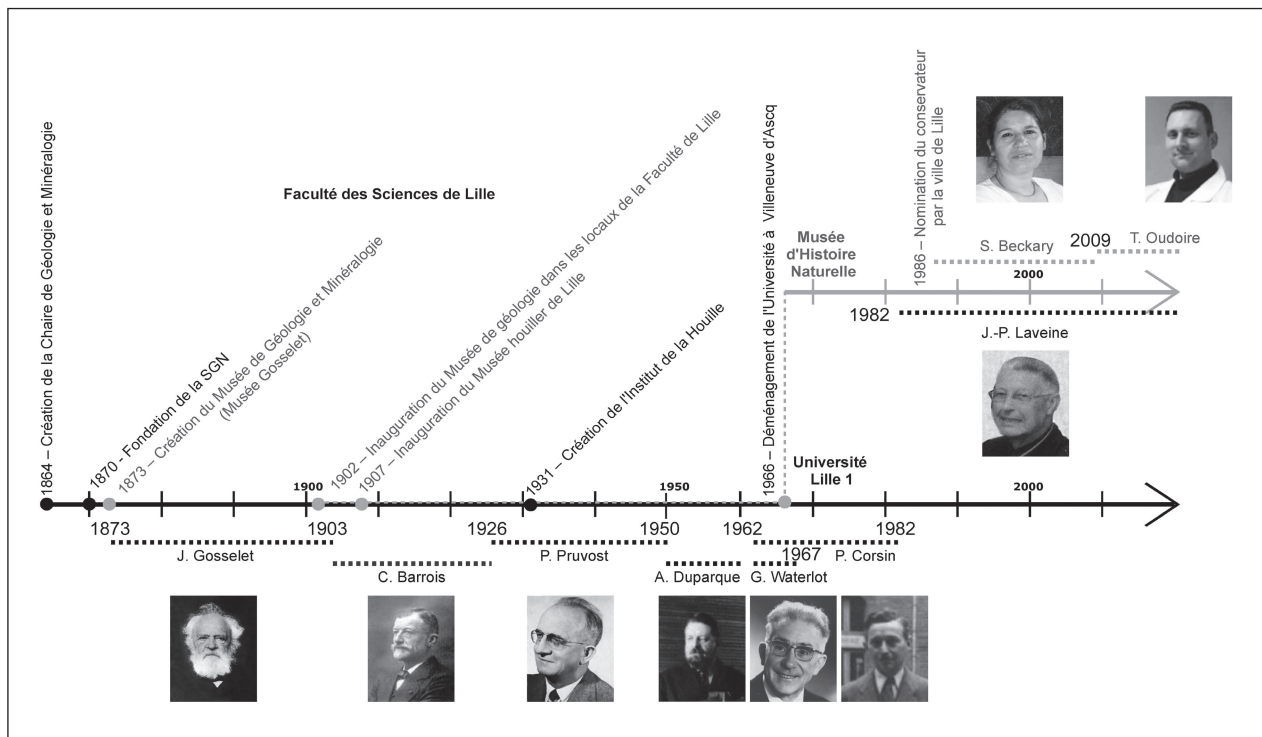 1864 – Création de la Chaire de Géologie et Minéralogie
1870 - Fondation de la SGN
1873 – Création du Musée de Géologie et Minéralogie
(Musée Gosselet)
Faculté des Sciences de Lille
1902 – Inauguration du Musée de géologie dans les locaux de la Faculté de Lille
1907 – Inauguration du Musée houiller de Lille
1931 – Création de l'Institut de la Houille
1966 – Déménagement de l'Université à Villeneuve d'Ascq
1986 – Nomination du conservateur
par la ville de Lille
Musée
d'Histoire
Naturelle
S. Beckary
2009
T. Oudoire
2000
1982
J.-P. Laveine
Université
Lille 1
1900
1950
2000
1873
1903
1926
1950
1962
1982
1967
J. Gosselet
C. Barrois
P. Pruvost
A. Duparque
G. Waterlot
P. Corsin